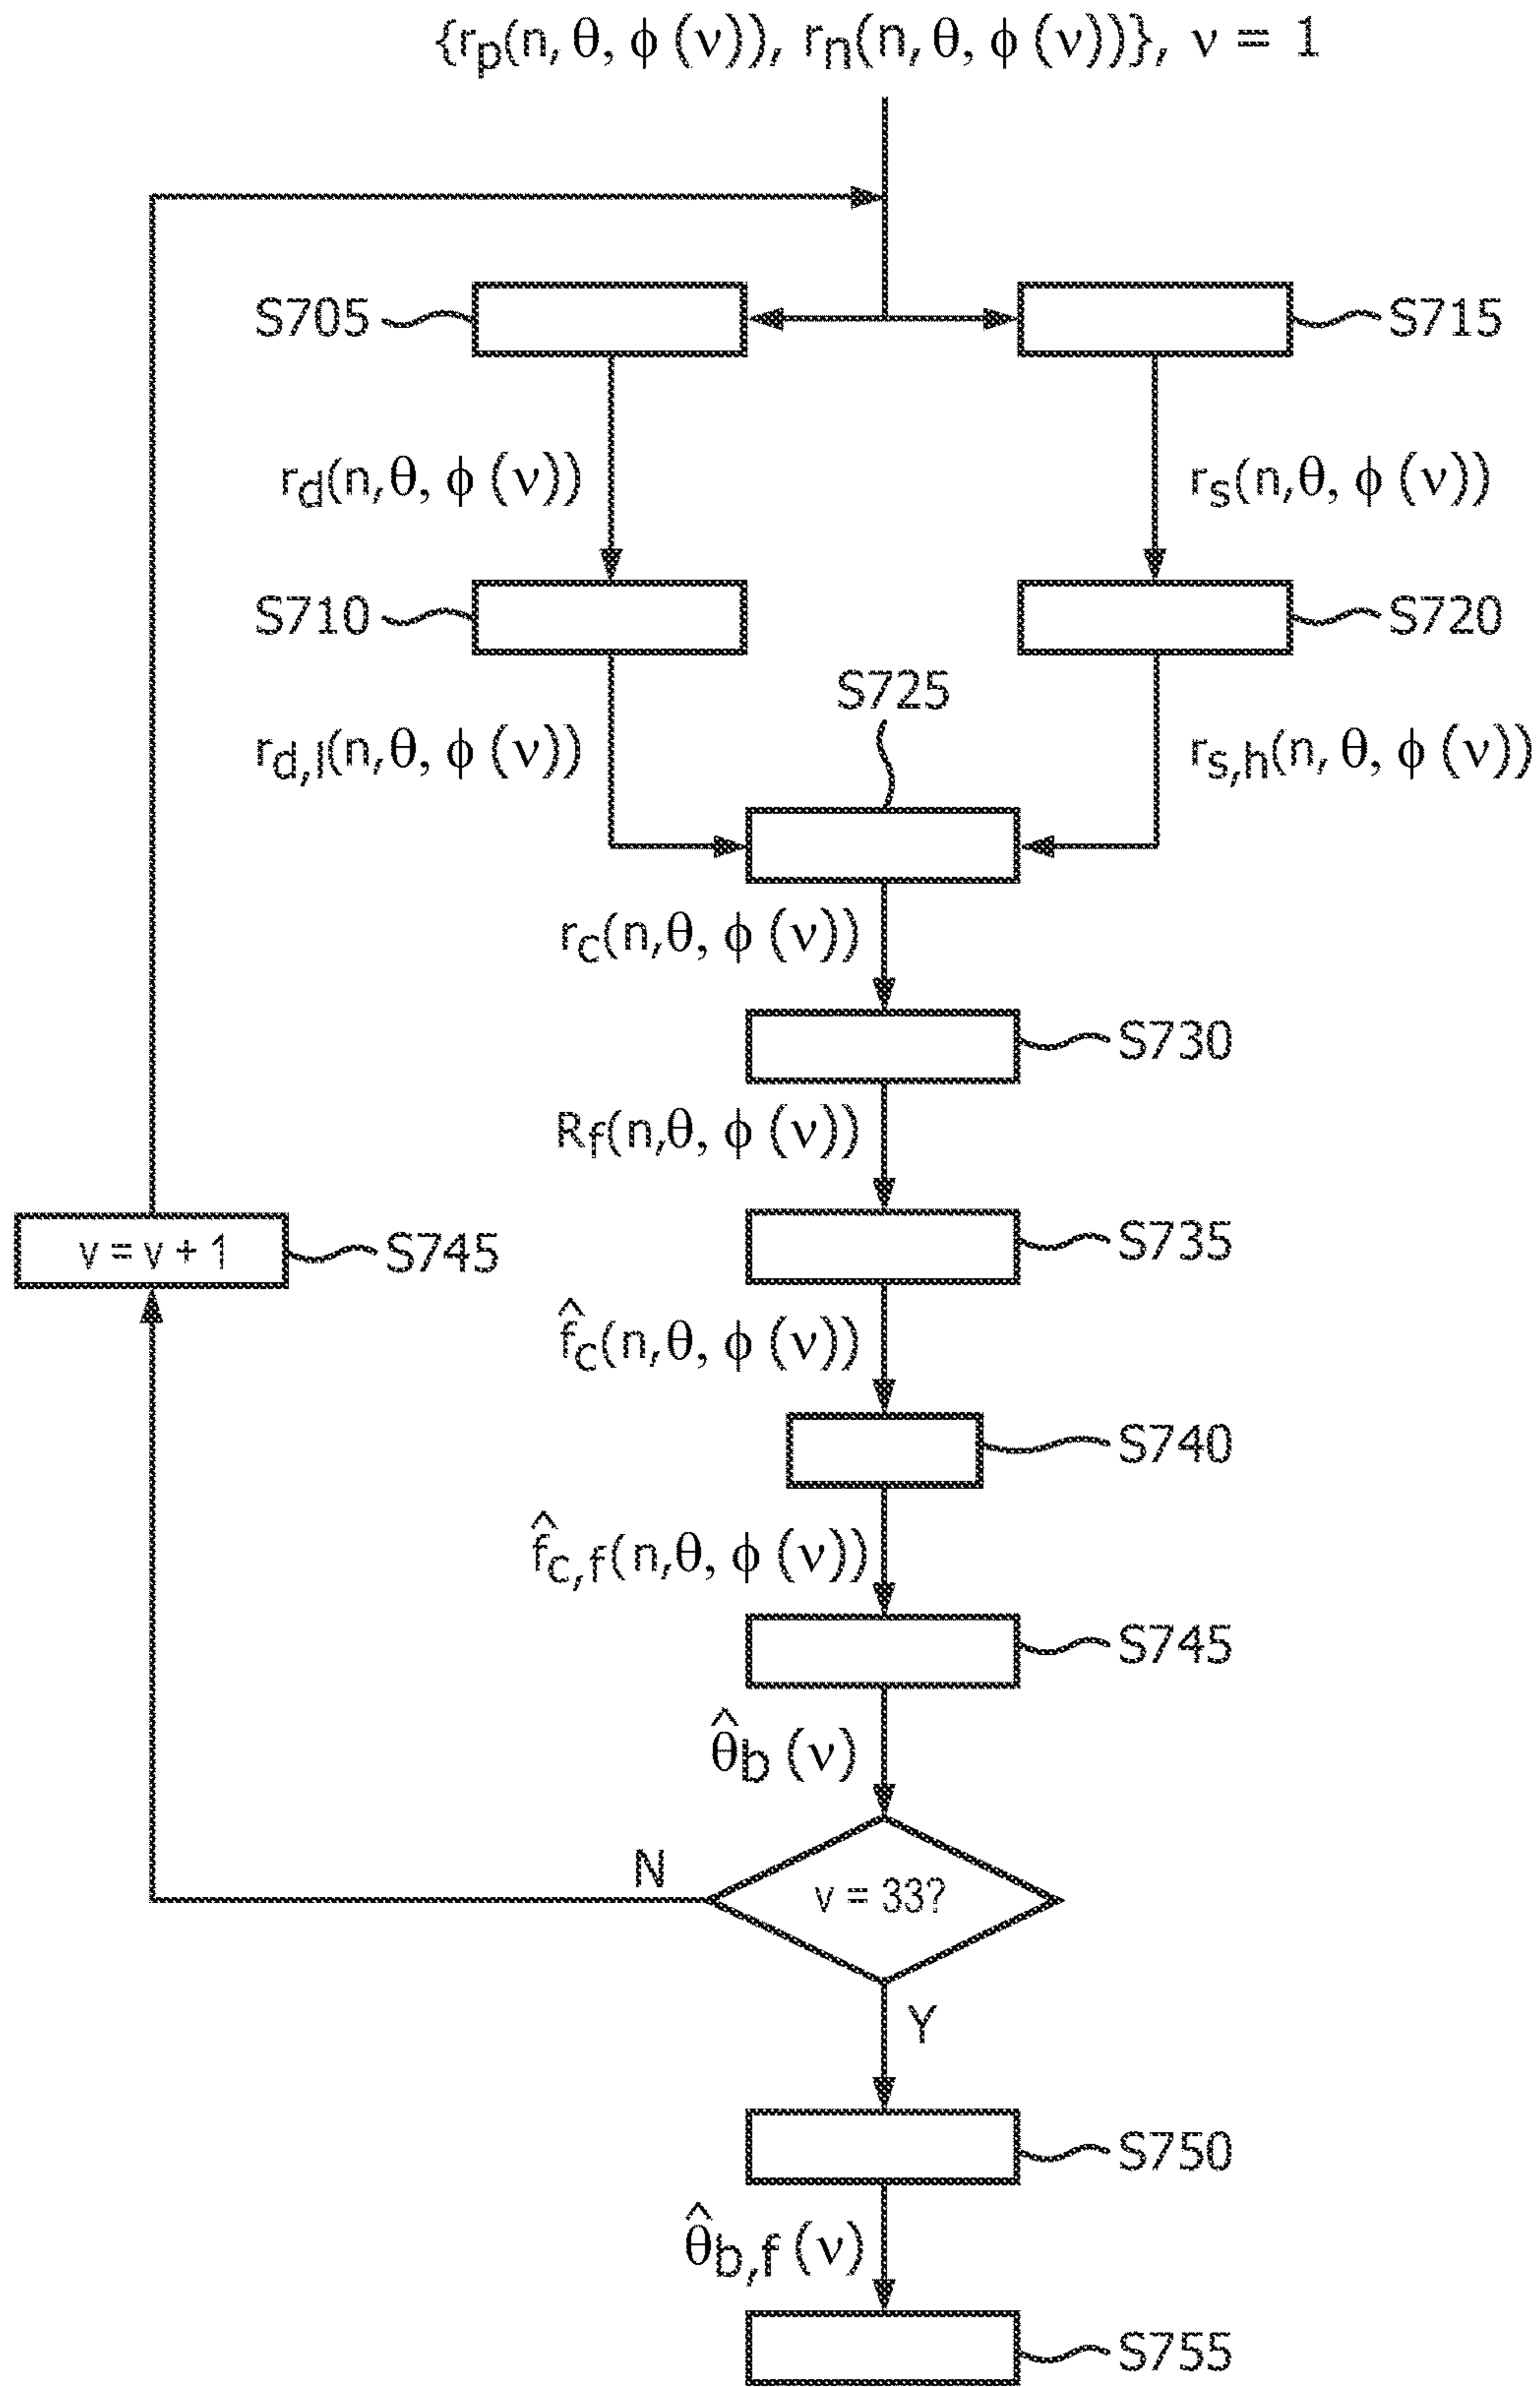 {rp(n, θ, ϕ (ν)), rn(n, θ, ϕ (ν))}, ν = 1
S705
S715
rd(n,θ, ϕ (ν))
rs(n,θ, ϕ (ν))
S710
S720
S725
rd,l(n,θ, ϕ (ν))
rs,h(n, θ, ϕ (ν))
rc(n,θ, ϕ (ν))
S730
Rf(n,θ, ϕ (ν))
v = v + 1
S745
S735
f̂c(n,θ, ϕ (ν))
S740
f̂c,f(n,θ, ϕ (ν))
S745
θ̂b (ν)
N
v = 33?
Y
S750
θ̂b,f (ν)
S755